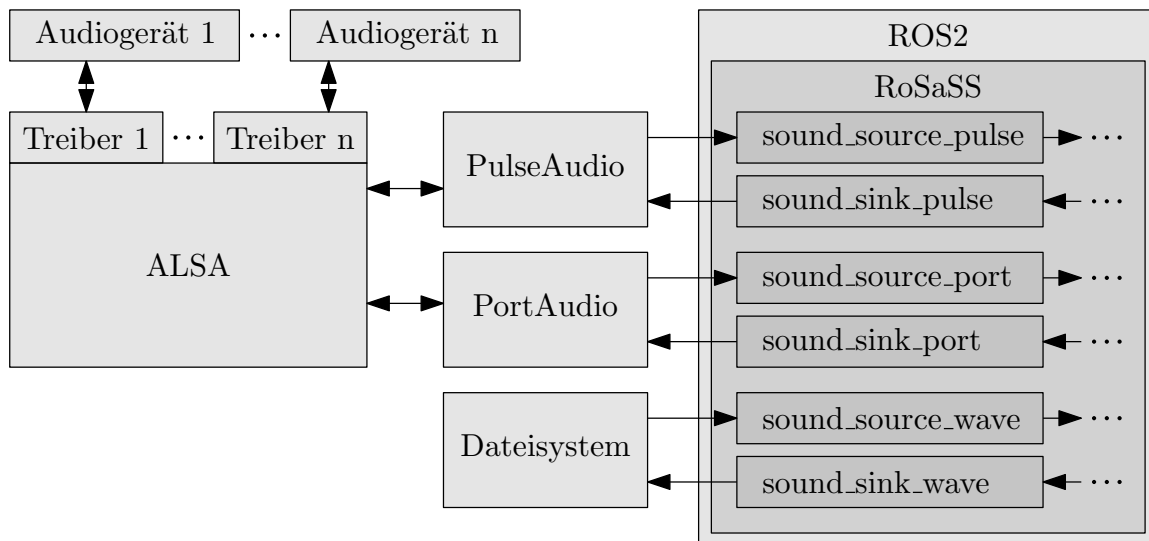 Audiogerät 1 ··· Audiogerät n
Treiber 1 ··· Treiber n
ALSA
PulseAudio
PortAudio
Dateisystem
ROS2
RoSaSS
sound_source_pulse ···
sound_sink_pulse ···
sound_source_port ···
sound_sink_port ···
sound_source_wave ···
sound_sink_wave ···